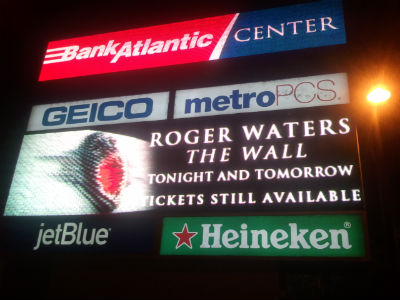 BankAtlantic CENTER
GEICO metroPCS.
ROGER WATERS
THE WALL
TONIGHT AND TOMORROW
TICKETS STILL AVAILABLE
jetBlue Heineken